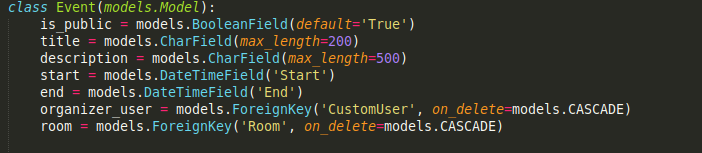 class Event(models.Model):
    is_public = models.BooleanField(default='True')
    title = models.CharField(max_length=200)
    description = models.CharField(max_length=500)
    start = models.DateTimeField('Start')
    end = models.DateTimeField('End')
    organizer_user = models.ForeignKey('CustomUser', on_delete=models.CASCADE)
    room = models.ForeignKey('Room', on_delete=models.CASCADE)